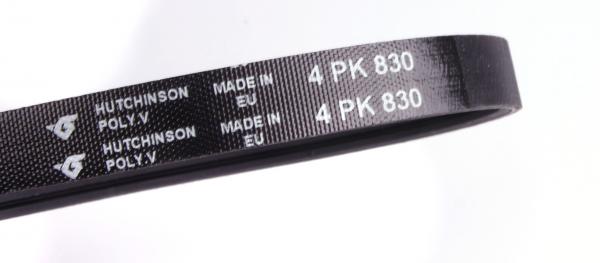 HUTCHINSON
POLY.V
MADE IN
EU
4 PK 830
HUTCHINSON
POLY.V
MADE IN
EU
4 PK 830